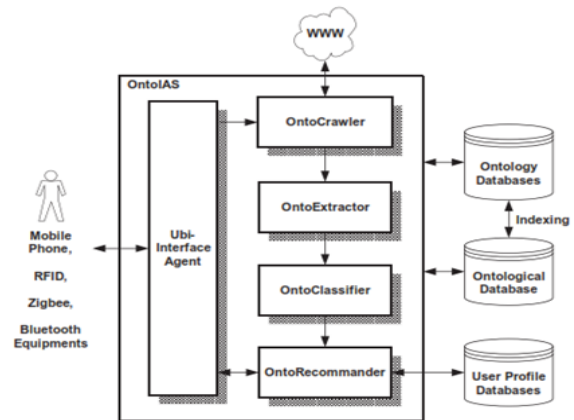 WWW
OntoIAS
OntoCrawler
OntoExtractor
OntoClassifier
OntoRecommander
Ubi-
Interface
Agent
Mobile
Phone,
RFID,
Zigbee,
Bluetooth
Equipments
Ontology
Databases
Indexing
Ontological
Database
User Profile
Databases